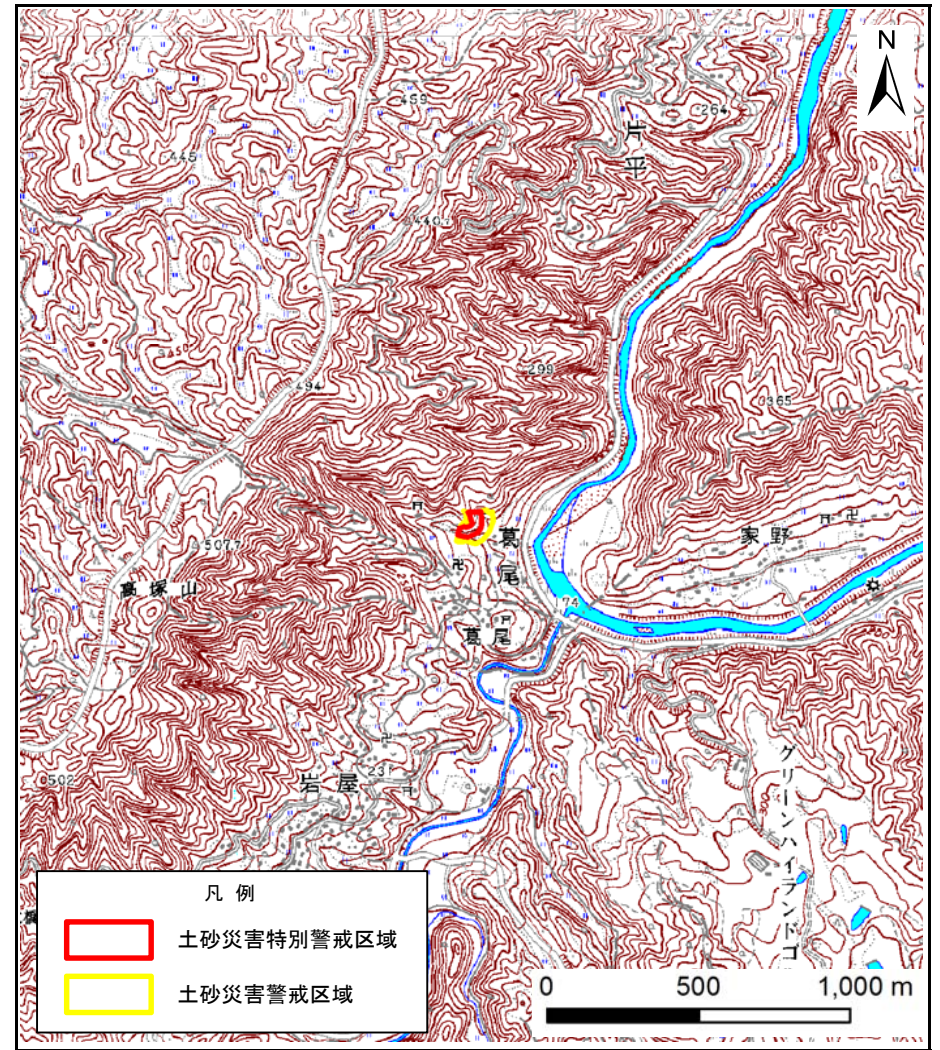 N
459
264
片平
445
440
450
299
494
365
507.7
高塚山
葛尾
家野
74
葛尾
502
岩屋
231
グリーンハイランドゴ
凡 例
土砂災害特別警戒区域
土砂災害警戒区域
0 500 1,000 m